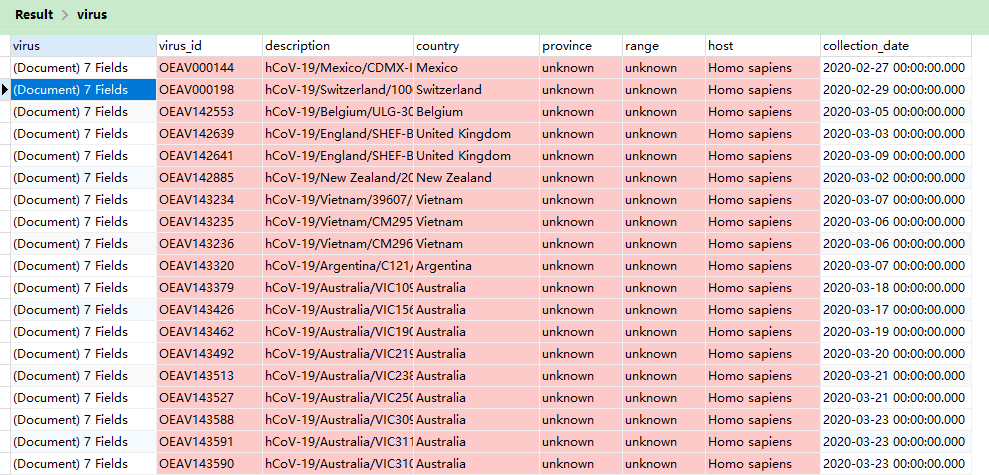 Result > virus
virus virus_id description country province range host collection_date
(Document) 7 Fields OEAV000144 hCoV-19/Mexico/CDMX-I Mexico unknown unknown Homo sapiens 2020-02-27 00:00:00.000
(Document) 7 Fields OEAV000198 hCoV-19/Switzerland/100 Switzerland unknown unknown Homo sapiens 2020-02-29 00:00:00.000
(Document) 7 Fields OEAV142553 hCoV-19/Belgium/ULG-30 Belgium unknown unknown Homo sapiens 2020-03-05 00:00:00.000
(Document) 7 Fields OEAV142639 hCoV-19/England/SHEF-B United Kingdom unknown unknown Homo sapiens 2020-03-03 00:00:00.000
(Document) 7 Fields OEAV142641 hCoV-19/England/SHEF-B United Kingdom unknown unknown Homo sapiens 2020-03-09 00:00:00.000
(Document) 7 Fields OEAV142885 hCoV-19/New Zealand/20 New Zealand unknown unknown Homo sapiens 2020-03-02 00:00:00.000
(Document) 7 Fields OEAV143234 hCoV-19/Vietnam/39607/ Vietnam unknown unknown Homo sapiens 2020-03-07 00:00:00.000
(Document) 7 Fields OEAV143235 hCoV-19/Vietnam/CM295 Vietnam unknown unknown Homo sapiens 2020-03-06 00:00:00.000
(Document) 7 Fields OEAV143236 hCoV-19/Vietnam/CM296 Vietnam unknown unknown Homo sapiens 2020-03-06 00:00:00.000
(Document) 7 Fields OEAV143320 hCoV-19/Argentina/C121/ Argentina unknown unknown Homo sapiens 2020-03-07 00:00:00.000
(Document) 7 Fields OEAV143379 hCoV-19/Australia/VIC109 Australia unknown unknown Homo sapiens 2020-03-18 00:00:00.000
(Document) 7 Fields OEAV143426 hCoV-19/Australia/VIC156 Australia unknown unknown Homo sapiens 2020-03-17 00:00:00.000
(Document) 7 Fields OEAV143462 hCoV-19/Australia/VIC190 Australia unknown unknown Homo sapiens 2020-03-19 00:00:00.000
(Document) 7 Fields OEAV143492 hCoV-19/Australia/VIC219 Australia unknown unknown Homo sapiens 2020-03-20 00:00:00.000
(Document) 7 Fields OEAV143513 hCoV-19/Australia/VIC238 Australia unknown unknown Homo sapiens 2020-03-21 00:00:00.000
(Document) 7 Fields OEAV143527 hCoV-19/Australia/VIC250 Australia unknown unknown Homo sapiens 2020-03-21 00:00:00.000
(Document) 7 Fields OEAV143588 hCoV-19/Australia/VIC309 Australia unknown unknown Homo sapiens 2020-03-23 00:00:00.000
(Document) 7 Fields OEAV143591 hCoV-19/Australia/VIC311 Australia unknown unknown Homo sapiens 2020-03-23 00:00:00.000
(Document) 7 Fields OEAV143590 hCoV-19/Australia/VIC310 Australia unknown unknown Homo sapiens 2020-03-23 00:00:00.000